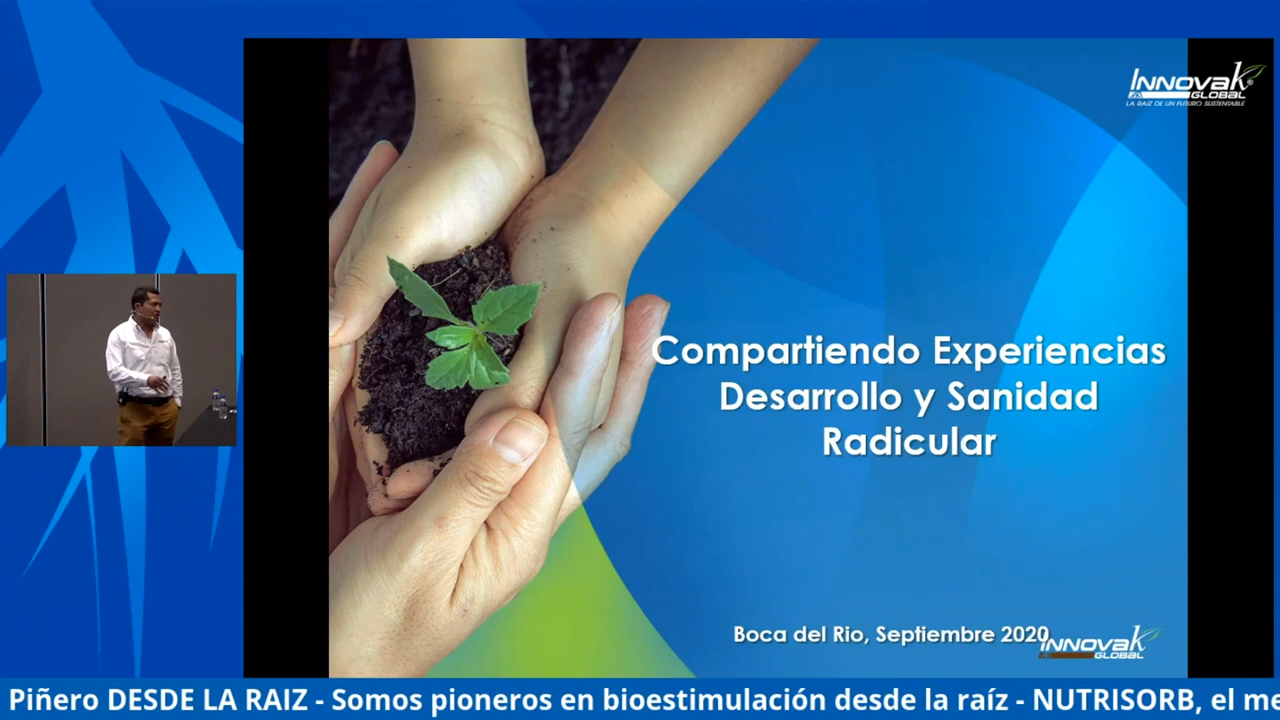 INNOVAK
GLOBAL
LA RAÍZ DE UN FUTURO SUSTENTABLE
Compartiendo Experiencias
Desarrollo y Sanidad
Radicular
Boca del Rio, Septiembre 2020
INNOVAK
GLOBAL
Piñero DESDE LA RAIZ - Somos pioneros en bioestimulación desde la raíz - NUTRISORB, el me